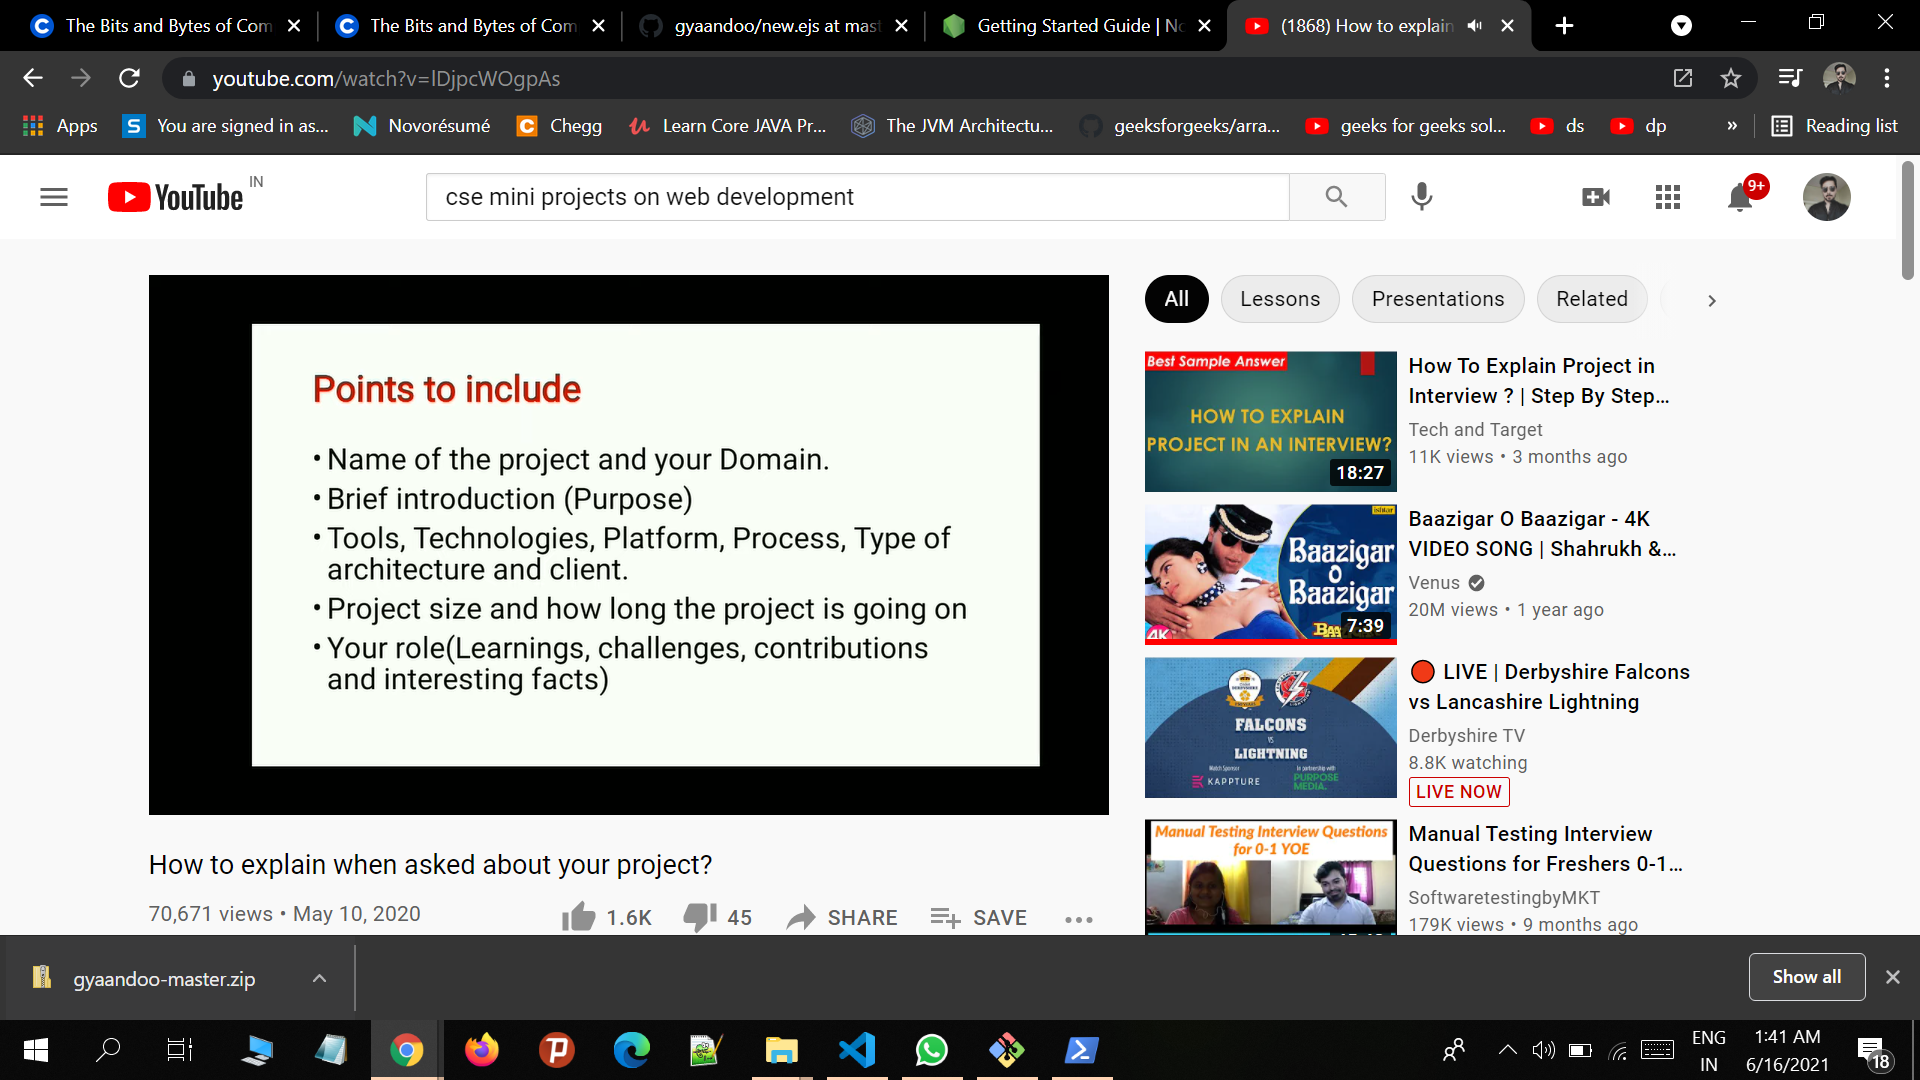 The Bits and Bytes of Com
The Bits and Bytes of Com
gyaandoo/new.ejs at mast
Getting Started Guide | No
(1868) How to explain
youtube.com/watch?v=lDjpcWOgpAs
Apps
You are signed in as...
Novorésumé
Chegg
Learn Core JAVA Pr...
The JVM Architectu...
geeksforgeeks/arra...
geeks for geeks sol...
ds
dp
»
Reading list
YouTube IN
cse mini projects on web development
9+
Points to include
• Name of the project and your Domain.
• Brief introduction (Purpose)
• Tools, Technologies, Platform, Process, Type of
architecture and client.
• Project size and how long the project is going on
• Your role(Learnings, challenges, contributions
and interesting facts)
How to explain when asked about your project?
70,671 views • May 10, 2020
1.6K
45
SHARE
SAVE
All
Lessons
Presentations
Related
Best Sample Answer
HOW TO EXPLAIN
PROJECT IN AN INTERVIEW?
18:27
How To Explain Project in
Interview ? | Step By Step...
Tech and Target
11K views • 3 months ago
ishtar
Baazigar
O
Baazigar
4K
7:39
Baazigar O Baazigar - 4K
VIDEO SONG | Shahrukh &...
Venus
20M views • 1 year ago
FALCONS
VS
LIGHTNING
Match Sponsor
KAPPTURE
In partnership with
PURPOSE
MEDIA.
LIVE | Derbyshire Falcons
vs Lancashire Lightning
Derbyshire TV
8.8K watching
LIVE NOW
Manual Testing Interview Questions
for 0-1 YOE
Manual Testing Interview
Questions for Freshers 0-1...
SoftwaretestingbyMKT
179K views • 9 months ago
gyaandoo-master.zip
Show all
ENG
IN
1:41 AM
6/16/2021
18